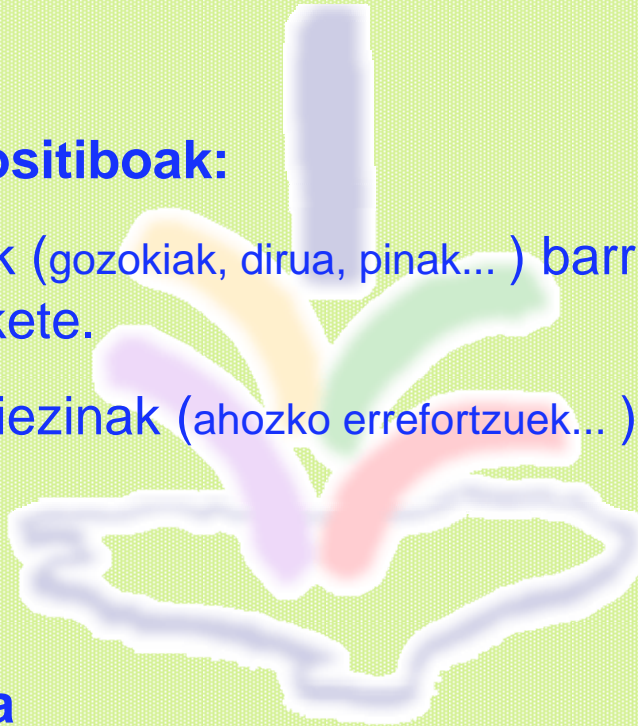 ositiboak:
k (gozokiak, dirua, pinak... ) barr
kete.
iezinak (ahozko errefortzuek... )
a